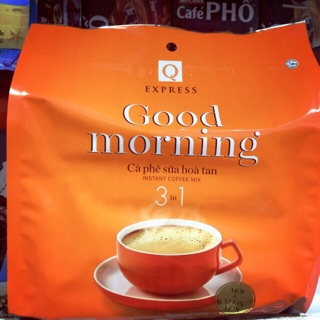 Café PHỐ
Q
EXPRESS
Good
morning
Cà phê sữa hoà tan
INSTANT COFFEE MIX
3 in 1